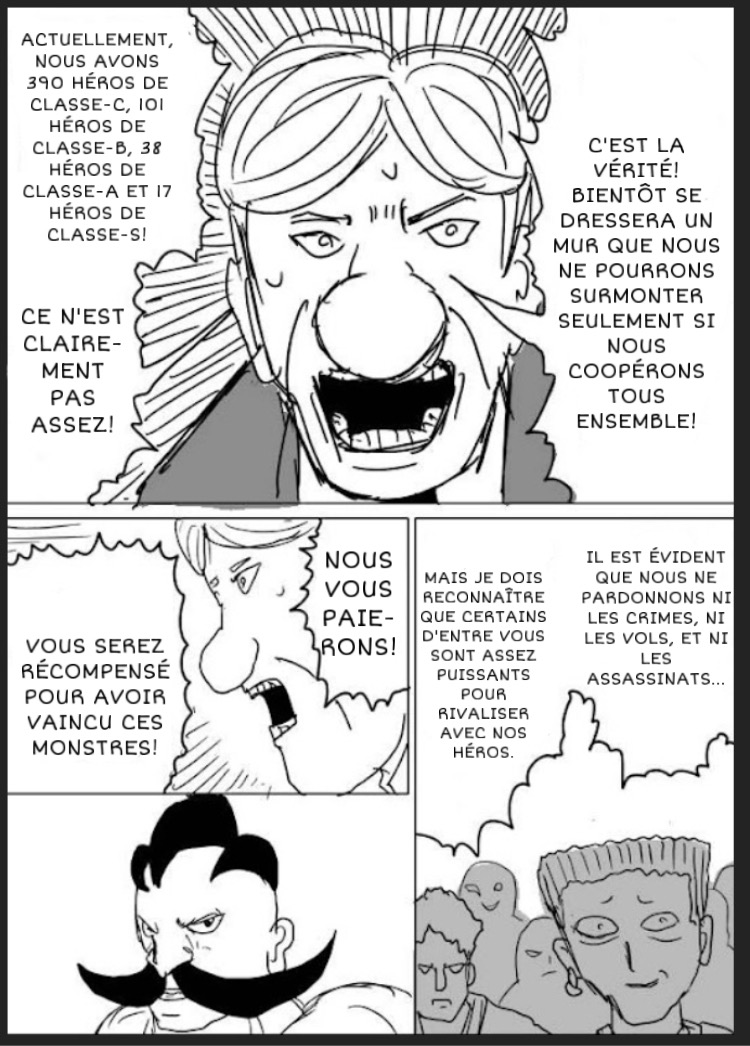 C'EST LA
VÉRITÉ!
BIENTÔT SE
DRESSERA UN
MUR QUE NOUS
NE POURRONS
SURMONTER
SEULEMENT SI
NOUS
COOPÉRONS
TOUS
ENSEMBLE!
ACTUELLEMENT,
NOUS AVONS
390 HÉROS DE
CLASSE-C, 101
HÉROS DE
CLASSE-B, 38
HÉROS DE
CLASSE-A ET 17
HÉROS DE
CLASSE-S!
CE N'EST
CLAIRE-
MENT
PAS
ASSEZ!
IL EST ÉVIDENT
QUE NOUS NE
PARDONNONS NI
LES CRIMES, NI
LES VOLS, ET NI
LES
ASSASSINATS...
MAIS JE DOIS
RECONNAÎTRE
QUE CERTAINS
D'ENTRE VOUS
SONT ASSEZ
PUISSANTS
POUR
RIVALISER
AVEC NOS
HÉROS.
NOUS
VOUS
PAIE-
RONS!
VOUS SEREZ
RÉCOMPENSÉ
POUR AVOIR
VAINCU CES
MONSTRES!